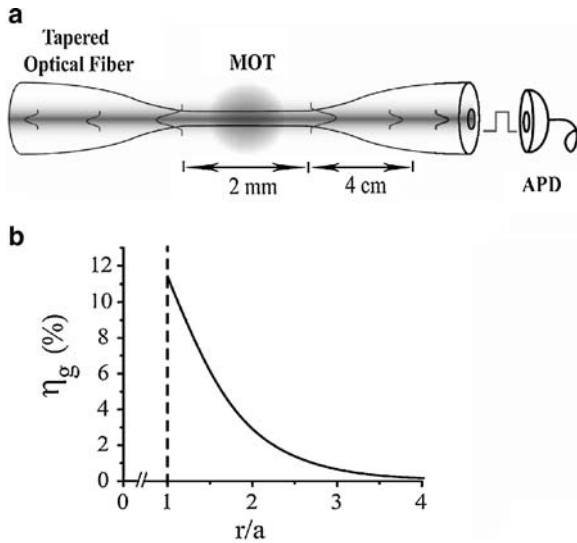 a
Tapered
Optical Fiber
MOT
2 mm
4 cm
APD
b
η_g (%)
12
10
8
6
4
2
0
0 1 2 3 4
r/a